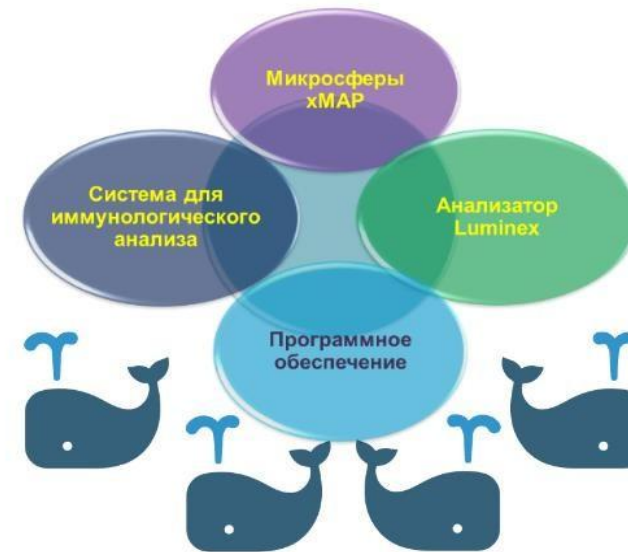 Микросферы
xMAP
Система для
иммунологического
анализа
Анализатор
Luminex
Программное
обеспечение